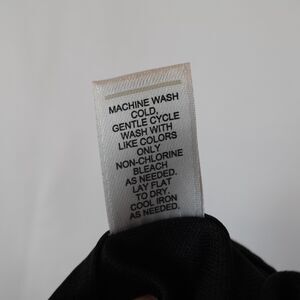 MACHINE WASH
COLD,
GENTLE CYCLE
WASH WITH
LIKE COLORS
ONLY
NON-CHLORINE
BLEACH
AS NEEDED.
LAY FLAT
TO DRY.
COOL IRON
AS NEEDED.